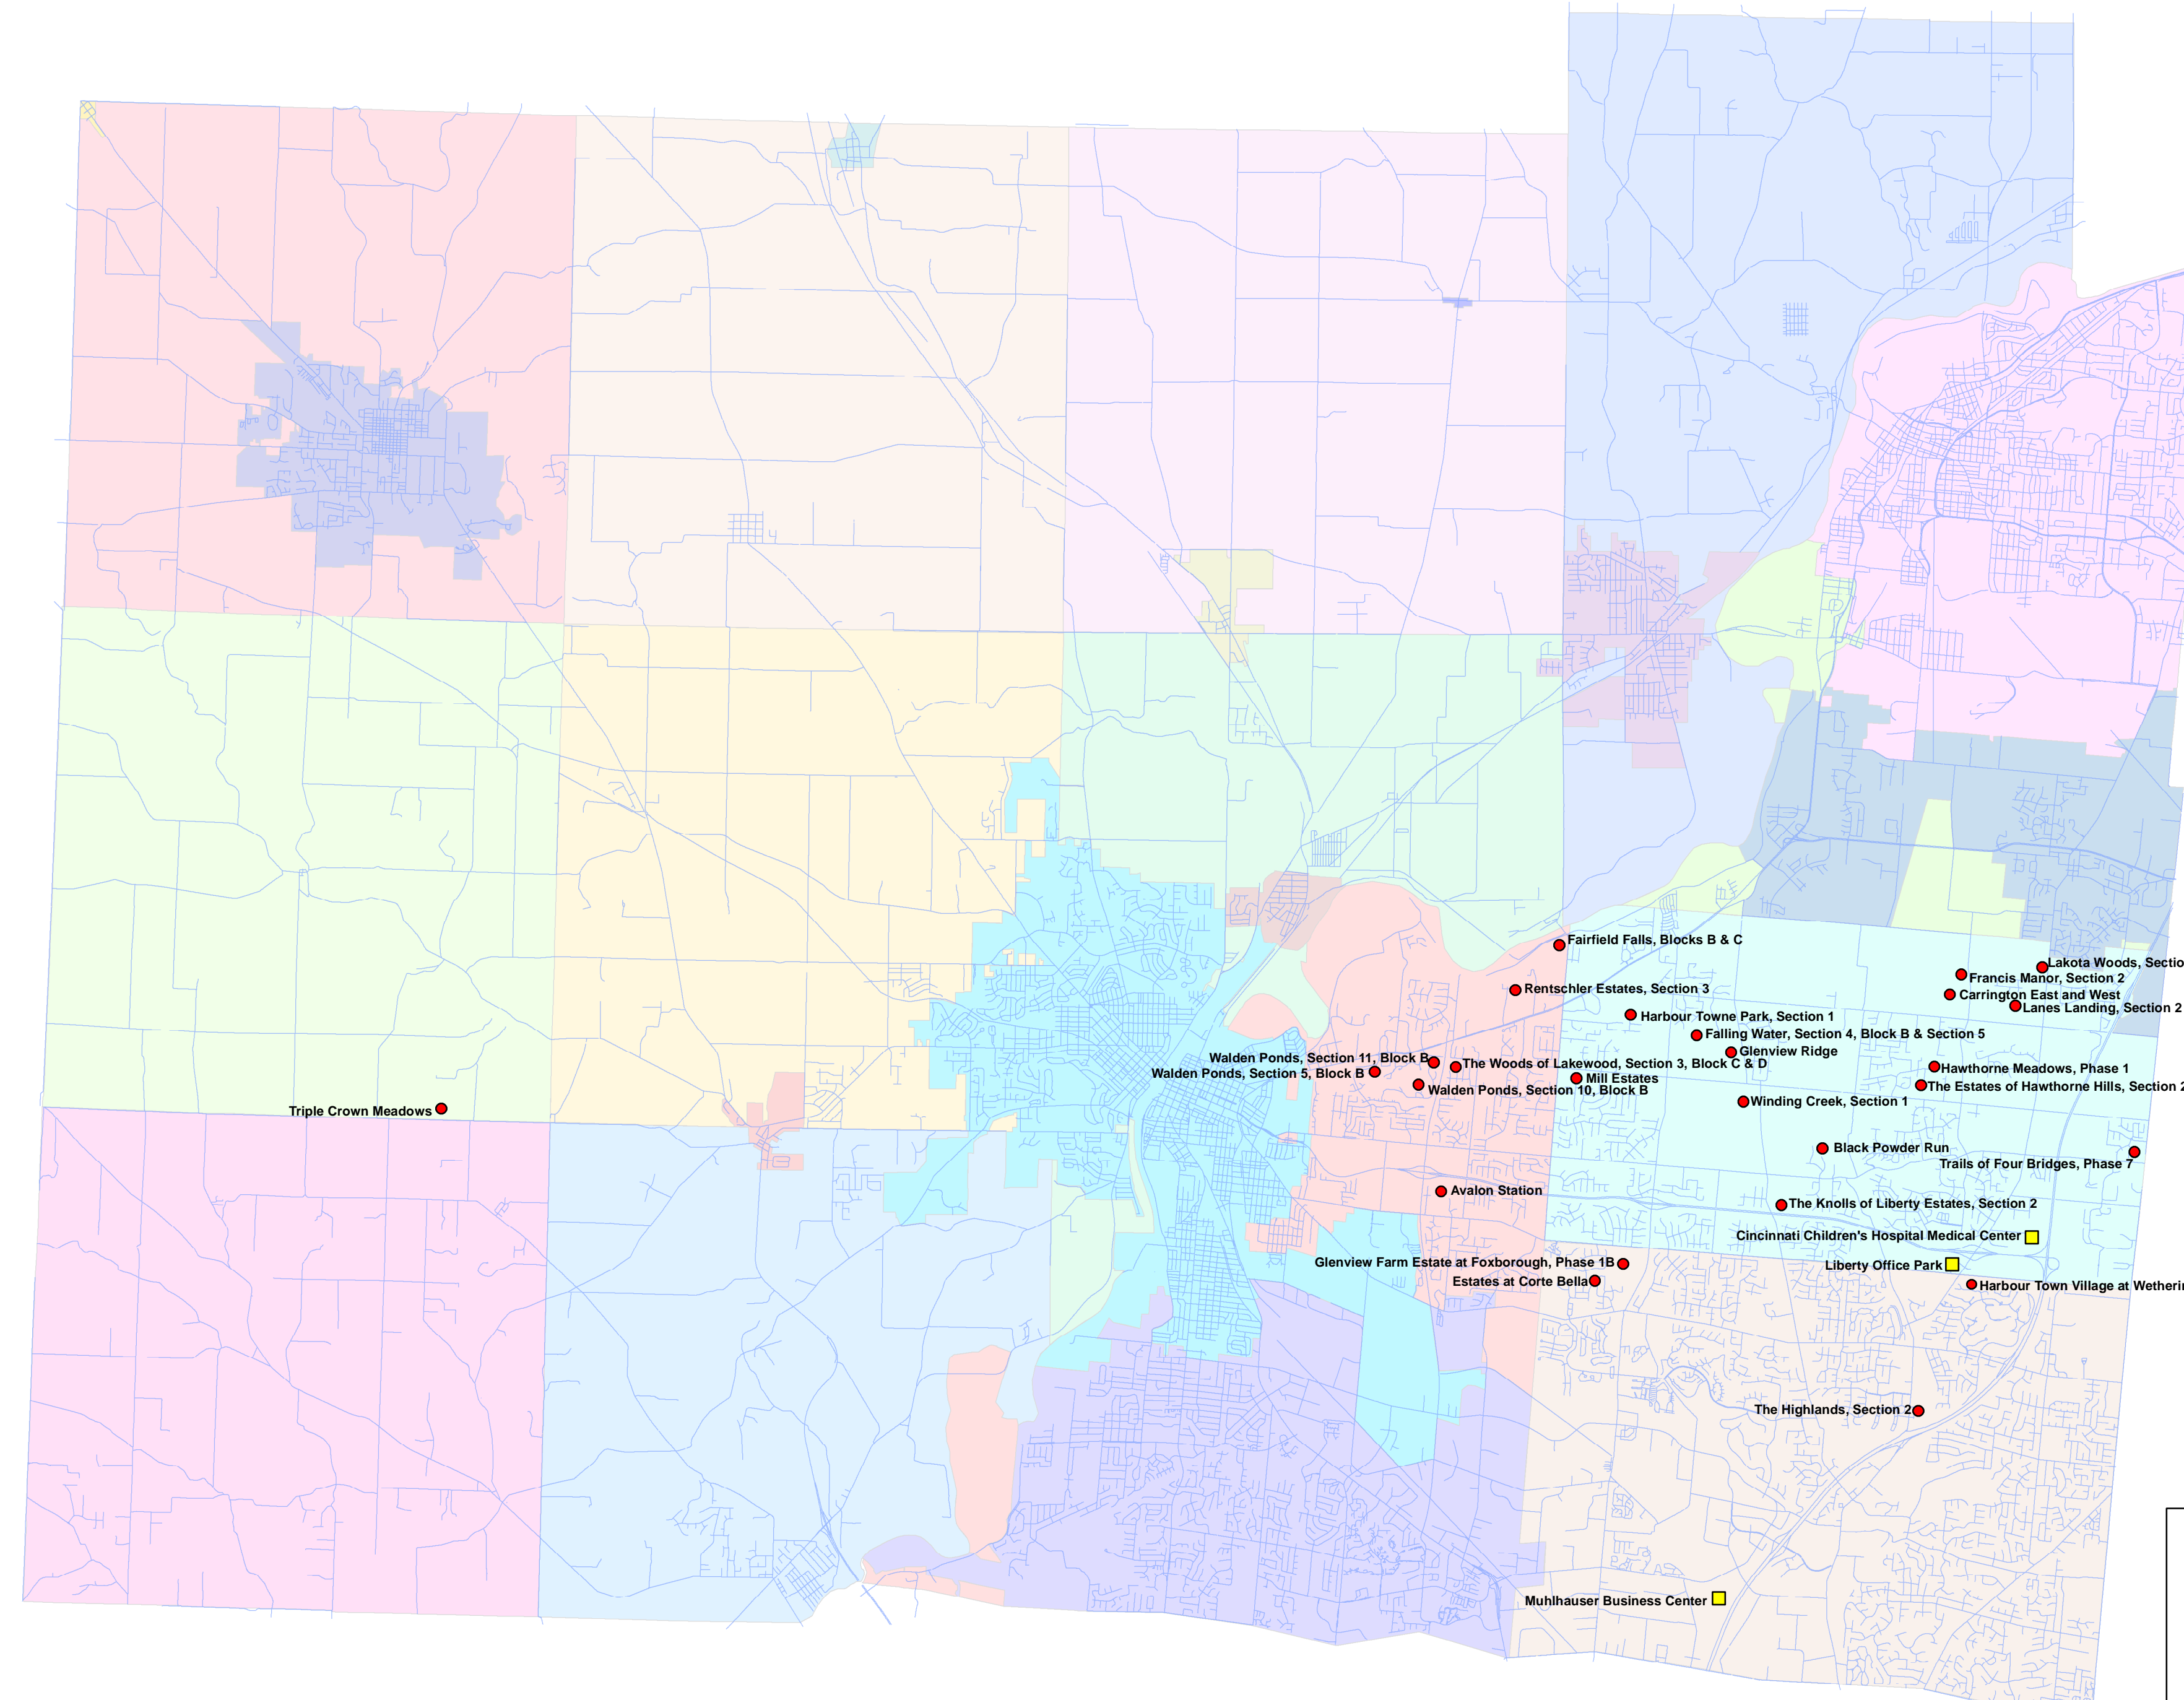 Fairfield Falls, Blocks B & C
Lakota Woods,
Francis Manor, Section 2
Rentschler Estates, Section 3
Carrington East and West
Lanes Landing, Section 2
Harbour Towne Park, Section 1
Falling Water, Section 4, Block B & Section 5
Glenview Ridge
Walden Ponds, Section 11, Block B
The Woods of Lakewood, Section 3, Block C & D
Hawthorne Meadows, Phase 1
Walden Ponds, Section 5, Block B
Mill Estates
The Estates of Hawthorne Hills, Section 2
Walden Ponds, Section 10, Block B
Winding Creek, Section 1
Triple Crown Meadows
Black Powder Run
Trails of Four Bridges, Phase 7
Avalon Station
The Knolls of Liberty Estates, Section 2
Cincinnati Children's Hospital Medical Center
Glenview Farm Estate at Foxborough, Phase 1B
Liberty Office Park
Estates at Corte Bella
Harbour Town Village at
The Highlands, Section 2
Muhlhauser Business Center